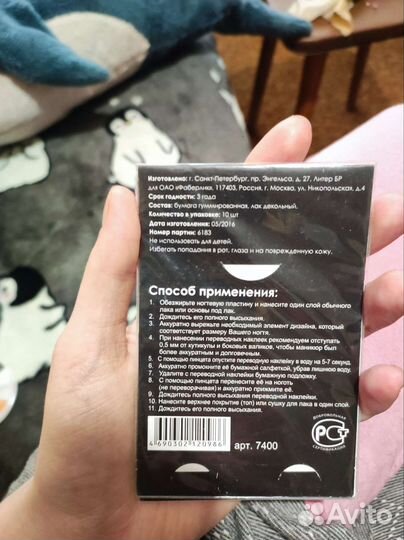 Изготовлено: г. Санкт-Петербург, пр. Энгельса, д. 27, Литер БР
для ОАО «Фаберлик», 117403, Россия, г. Москва, ул. Никопольская, д.4
Срок годности: 3 года
Состав: бумага гуммированная, лак декольный.
Количество в упаковке: 10 шт
Дата изготовления: 05/2016
Номер партии: 6183
Не использовать для детей.
Избегать попадания в рот, глаза и на поврежденную кожу.
Способ применения:
1. Обезжирьте ногтевую пластину и нанесите один слой обычного
лака или основы под лак.
2. Дождитесь его полного высыхания.
3. Аккуратно вырежьте необходимый элемент дизайна, который
соответствует размеру Вашего ногтя.
4. При нанесении переводных наклеек рекомендуем отступать
0,5 мм от кутикулы и боковых валиков, чтобы маникюр был
более аккуратным и долговечным.
5. С помощью пинцета опустите переводную наклейку в воду на 5-7 секунд.
6. Аккуратно промокните её бумажной салфеткой, убрав лишнюю воду.
7. Удалите с переводной наклейки бумажную подложку.
8. С помощью пинцета перенесите её на ноготь
(не переворачивая её).
9. Дождитесь полного высыхания переводной наклейки.
10. Нанесите верхнее покрытие (топ) или сушку для лака в один слой.
11. Дождитесь его полного высыхания.
4 690302 120986
арт. 7400
ДОБРОВОЛЬНАЯ
РСТ
СЕРТИФИКАЦИЯ
Avito